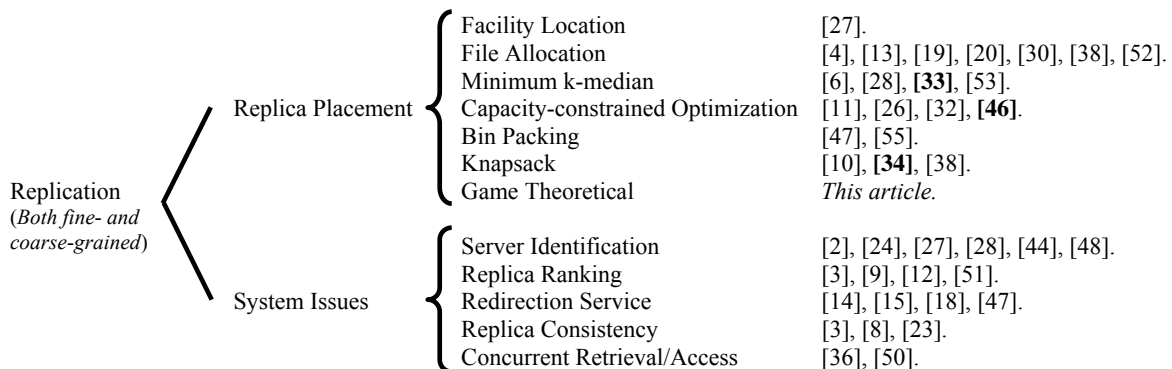 Facility Location [27].
File Allocation [4], [13], [19], [20], [30], [38], [52].
Minimum k-median [6], [28], [33], [53].
Replica Placement
Capacity-constrained Optimization [11], [26], [32], [46].
Bin Packing [47], [55].
Knapsack [10], [34], [38].
Game Theoretical This article.
Replication
(Both fine- and
coarse-grained)
Server Identification [2], [24], [27], [28], [44], [48].
Replica Ranking [3], [9], [12], [51].
System Issues
Redirection Service [14], [15], [18], [47].
Replica Consistency [3], [8], [23].
Concurrent Retrieval/Access [36], [50].